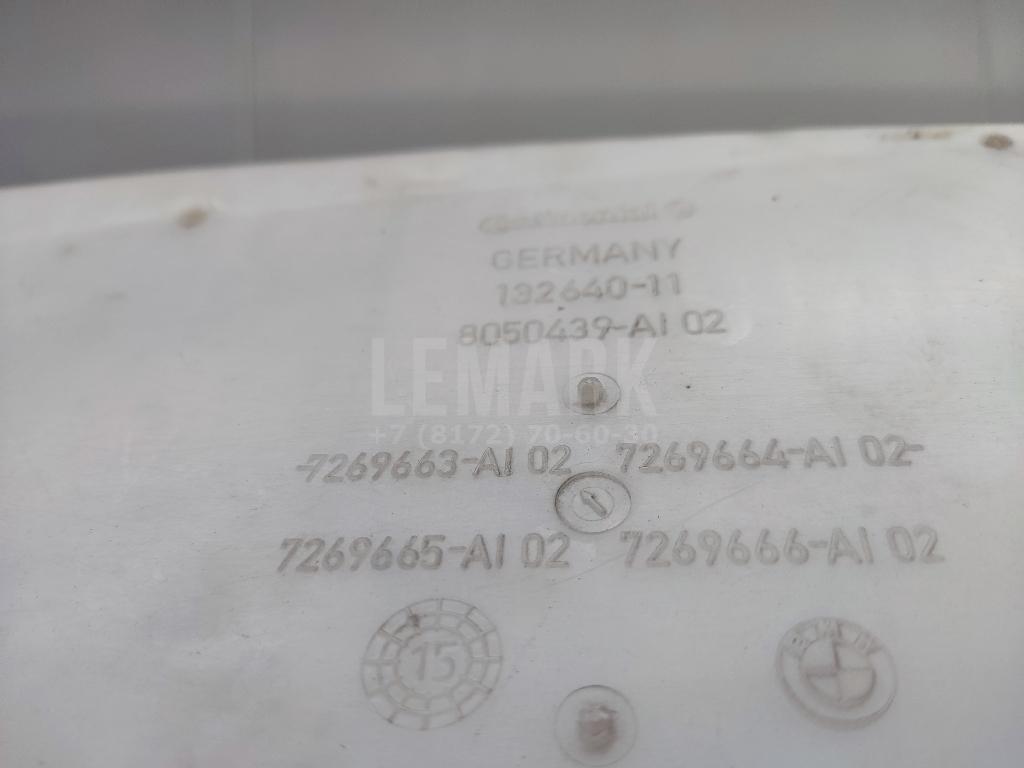 GERMANY
132640-11
8050439-AI 02
LEMARK
+7 (8172) 70-60-30
-7269663-AI 02 7269664-AI 02-
7269665-AI 02 7269666-AI 02
15
BMW